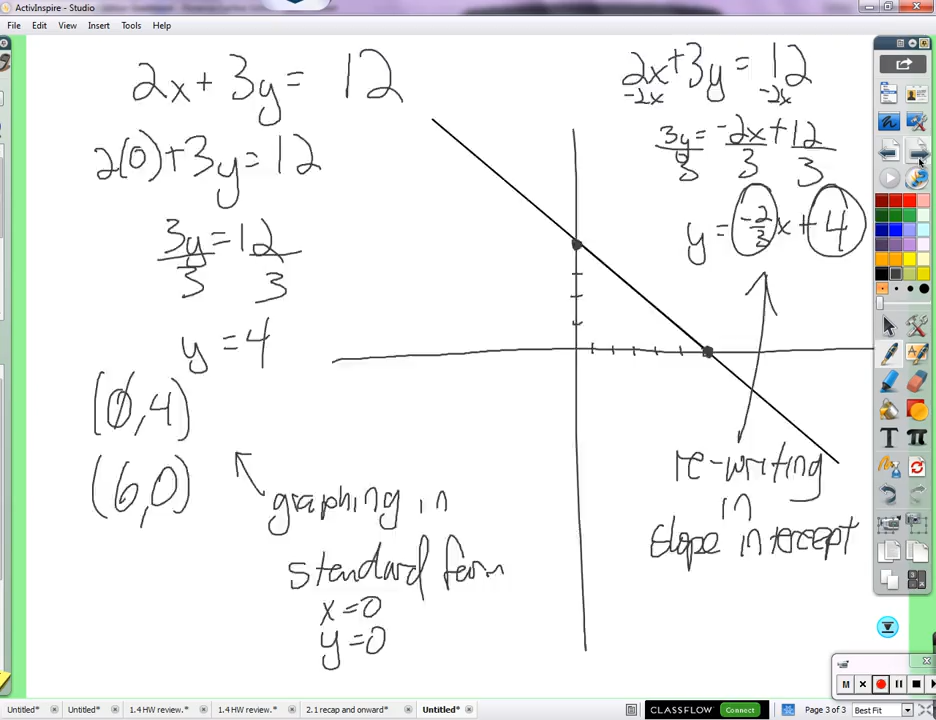 ActivInspire - Studio
File Edit View Insert Tools Help
2x + 3y = 12
2(0) + 3y = 12
3y = 12
3 3
y = 4
(0,4)
(6,0)
graphing in
standard form
x = 0
y = 0
2x + 3y = 12
-2x -2x
3y = -2x + 12
3 3 3
y = -2/3 x + 4
re-writing
in
slope intercept
T π
M
Untitled* Untitled* 1.4 HW review.* 1.4 HW review.* 2.1 recap and onward* Untitled* CLASSFLOW Connect Page 3 of 3 Best Fit